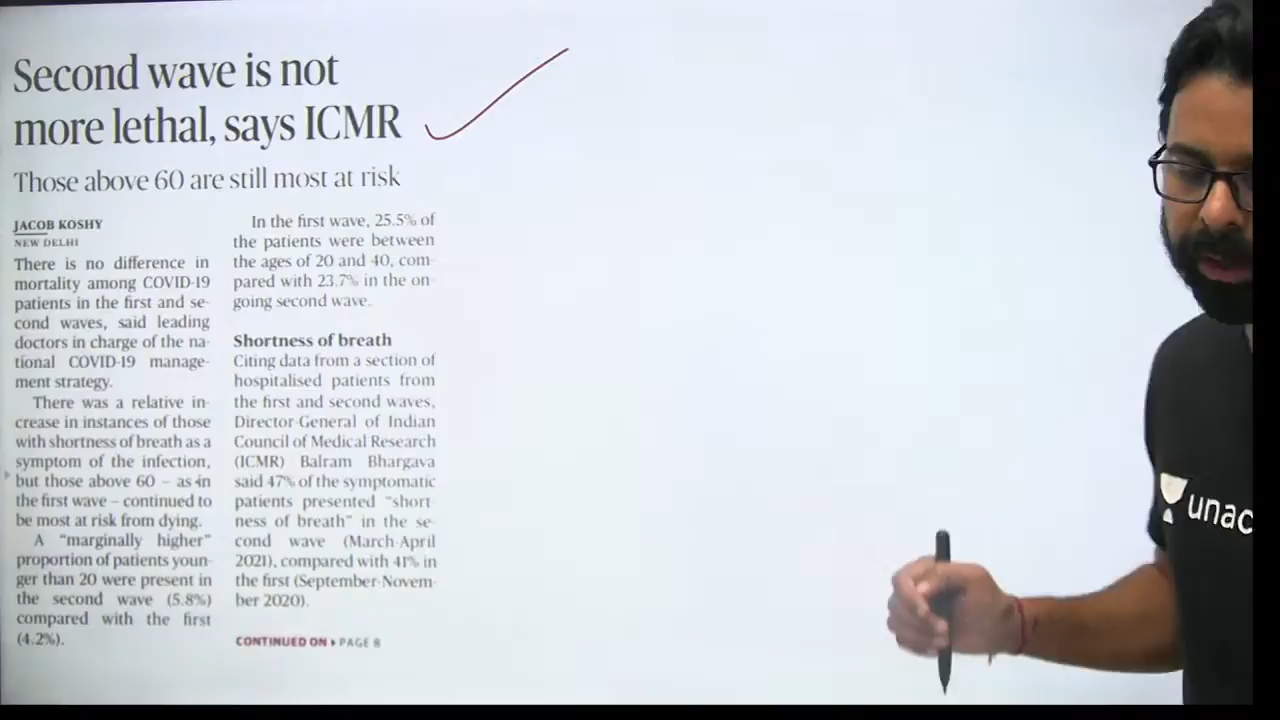 Second wave is not
more lethal, says ICMR
Those above 60 are still most at risk
JACOB KOSHY
NEW DELHI
There is no difference in
mortality among COVID-19
patients in the first and se-
cond waves, said leading
doctors in charge of the na-
tional COVID-19 manage-
ment strategy.
There was a relative in-
crease in instances of those
with shortness of breath as a
symptom of the infection,
but those above 60 – as in
the first wave – continued to
be most at risk from dying.
A “marginally higher”
proportion of patients youn-
ger than 20 were present in
the second wave (5.8%)
compared with the first
(4.2%).
In the first wave, 25.5% of
the patients were between
the ages of 20 and 40, com-
pared with 23.7% in the on-
going second wave.
Shortness of breath
Citing data from a section of
hospitalised patients from
the first and second waves,
Director-General of Indian
Council of Medical Research
(ICMR) Balram Bhargava
said 47% of the symptomatic
patients presented “short-
ness of breath” in the se-
cond wave (March-April
2021), compared with 41% in
the first (September-Novem-
ber 2020).
CONTINUED ON PAGE 8
unac